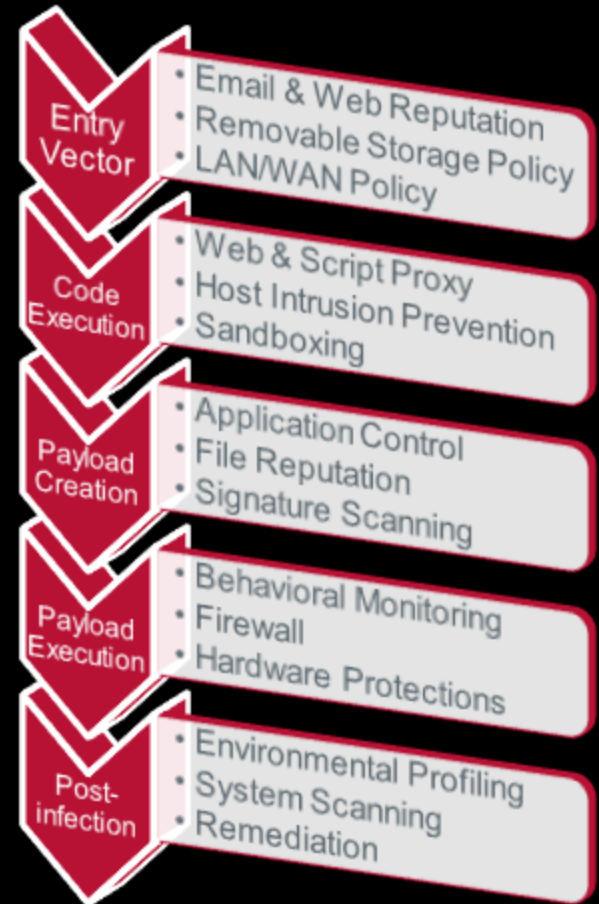 Entry
Vector
• Email & Web Reputation
• Removable Storage Policy
• LAN/WAN Policy
Code
Execution
• Web & Script Proxy
• Host Intrusion Prevention
• Sandboxing
Payload
Creation
• Application Control
• File Reputation
• Signature Scanning
Payload
Execution
• Behavioral Monitoring
• Firewall
• Hardware Protections
Post-
infection
• Environmental Profiling
• System Scanning
• Remediation